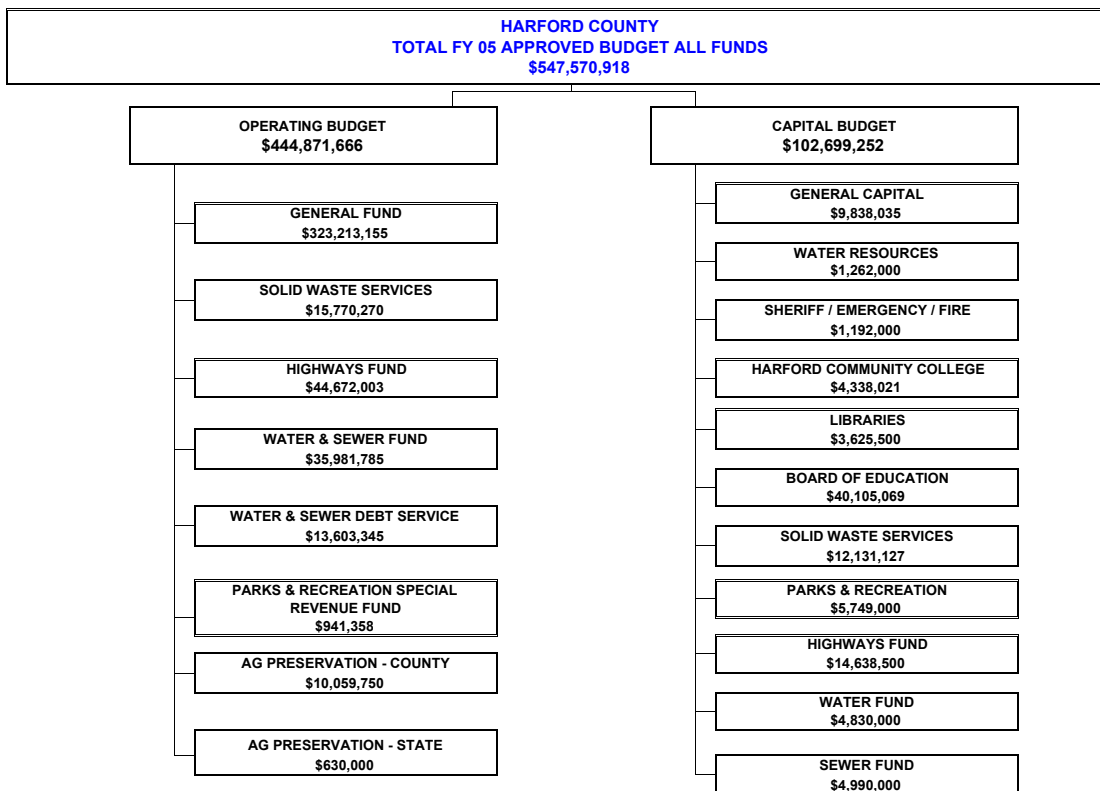 HARFORD COUNTY
TOTAL FY 05 APPROVED BUDGET ALL FUNDS
$547,570,918
OPERATING BUDGET
$444,871,666
GENERAL FUND
$323,213,155
SOLID WASTE SERVICES
$15,770,270
HIGHWAYS FUND
$44,672,003
WATER & SEWER FUND
$35,981,785
WATER & SEWER DEBT SERVICE
$13,603,345
PARKS & RECREATION SPECIAL
REVENUE FUND
$941,358
AG PRESERVATION - COUNTY
$10,059,750
AG PRESERVATION - STATE
$630,000
CAPITAL BUDGET
$102,699,252
GENERAL CAPITAL
$9,838,035
WATER RESOURCES
$1,262,000
SHERIFF / EMERGENCY / FIRE
$1,192,000
HARFORD COMMUNITY COLLEGE
$4,338,021
LIBRARIES
$3,625,500
BOARD OF EDUCATION
$40,105,069
SOLID WASTE SERVICES
$12,131,127
PARKS & RECREATION
$5,749,000
HIGHWAYS FUND
$14,638,500
WATER FUND
$4,830,000
SEWER FUND
$4,990,000